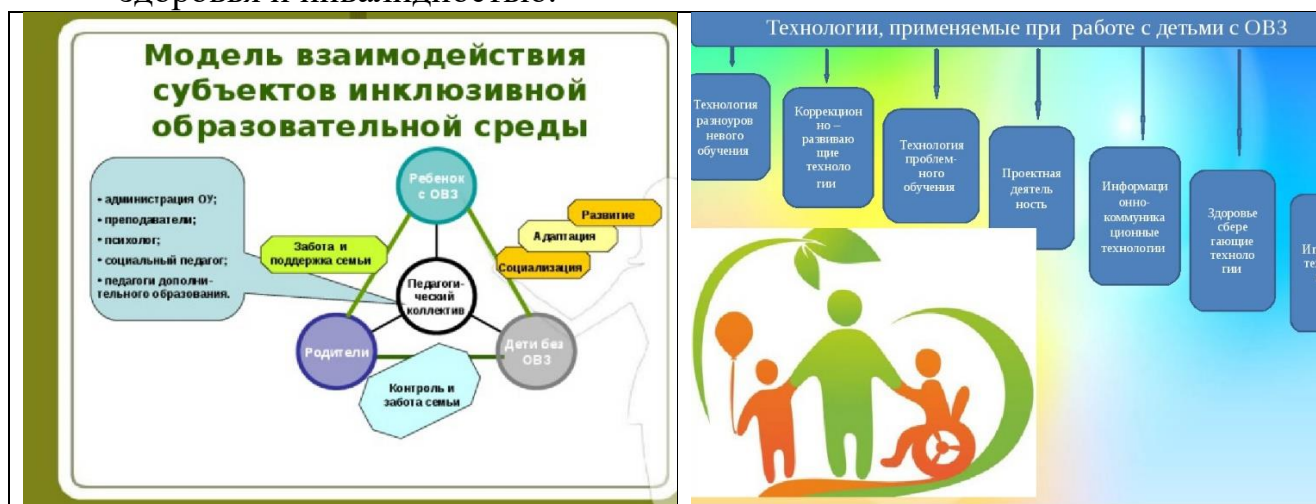 здоровья и инвалидностью.
Модель взаимодействия
субъектов инклюзивной
образовательной среды
• администрация ОУ;
• преподаватели;
• психолог;
• социальный педагог;
• педагоги дополни-
тельного образования.
Ребенок
с ОВЗ
Развитие
Адаптация
Социализация
Забота и
поддержка семьи
Педагоги-
ческий
коллектив
Родители
Дети без
ОВЗ
Контроль и
забота семьи
Технологии, применяемые при работе с детьми с ОВЗ
Технология
разноуров
невого
обучения
Коррекцион
но –
развиваю
щие
техноло
гии
Технология
проблем-
ного
обучения
Проектная
деятель
ность
Информаци
онно-
коммуника
ционные
технологии
Здоровье
сбере
гающие
техноло
гии